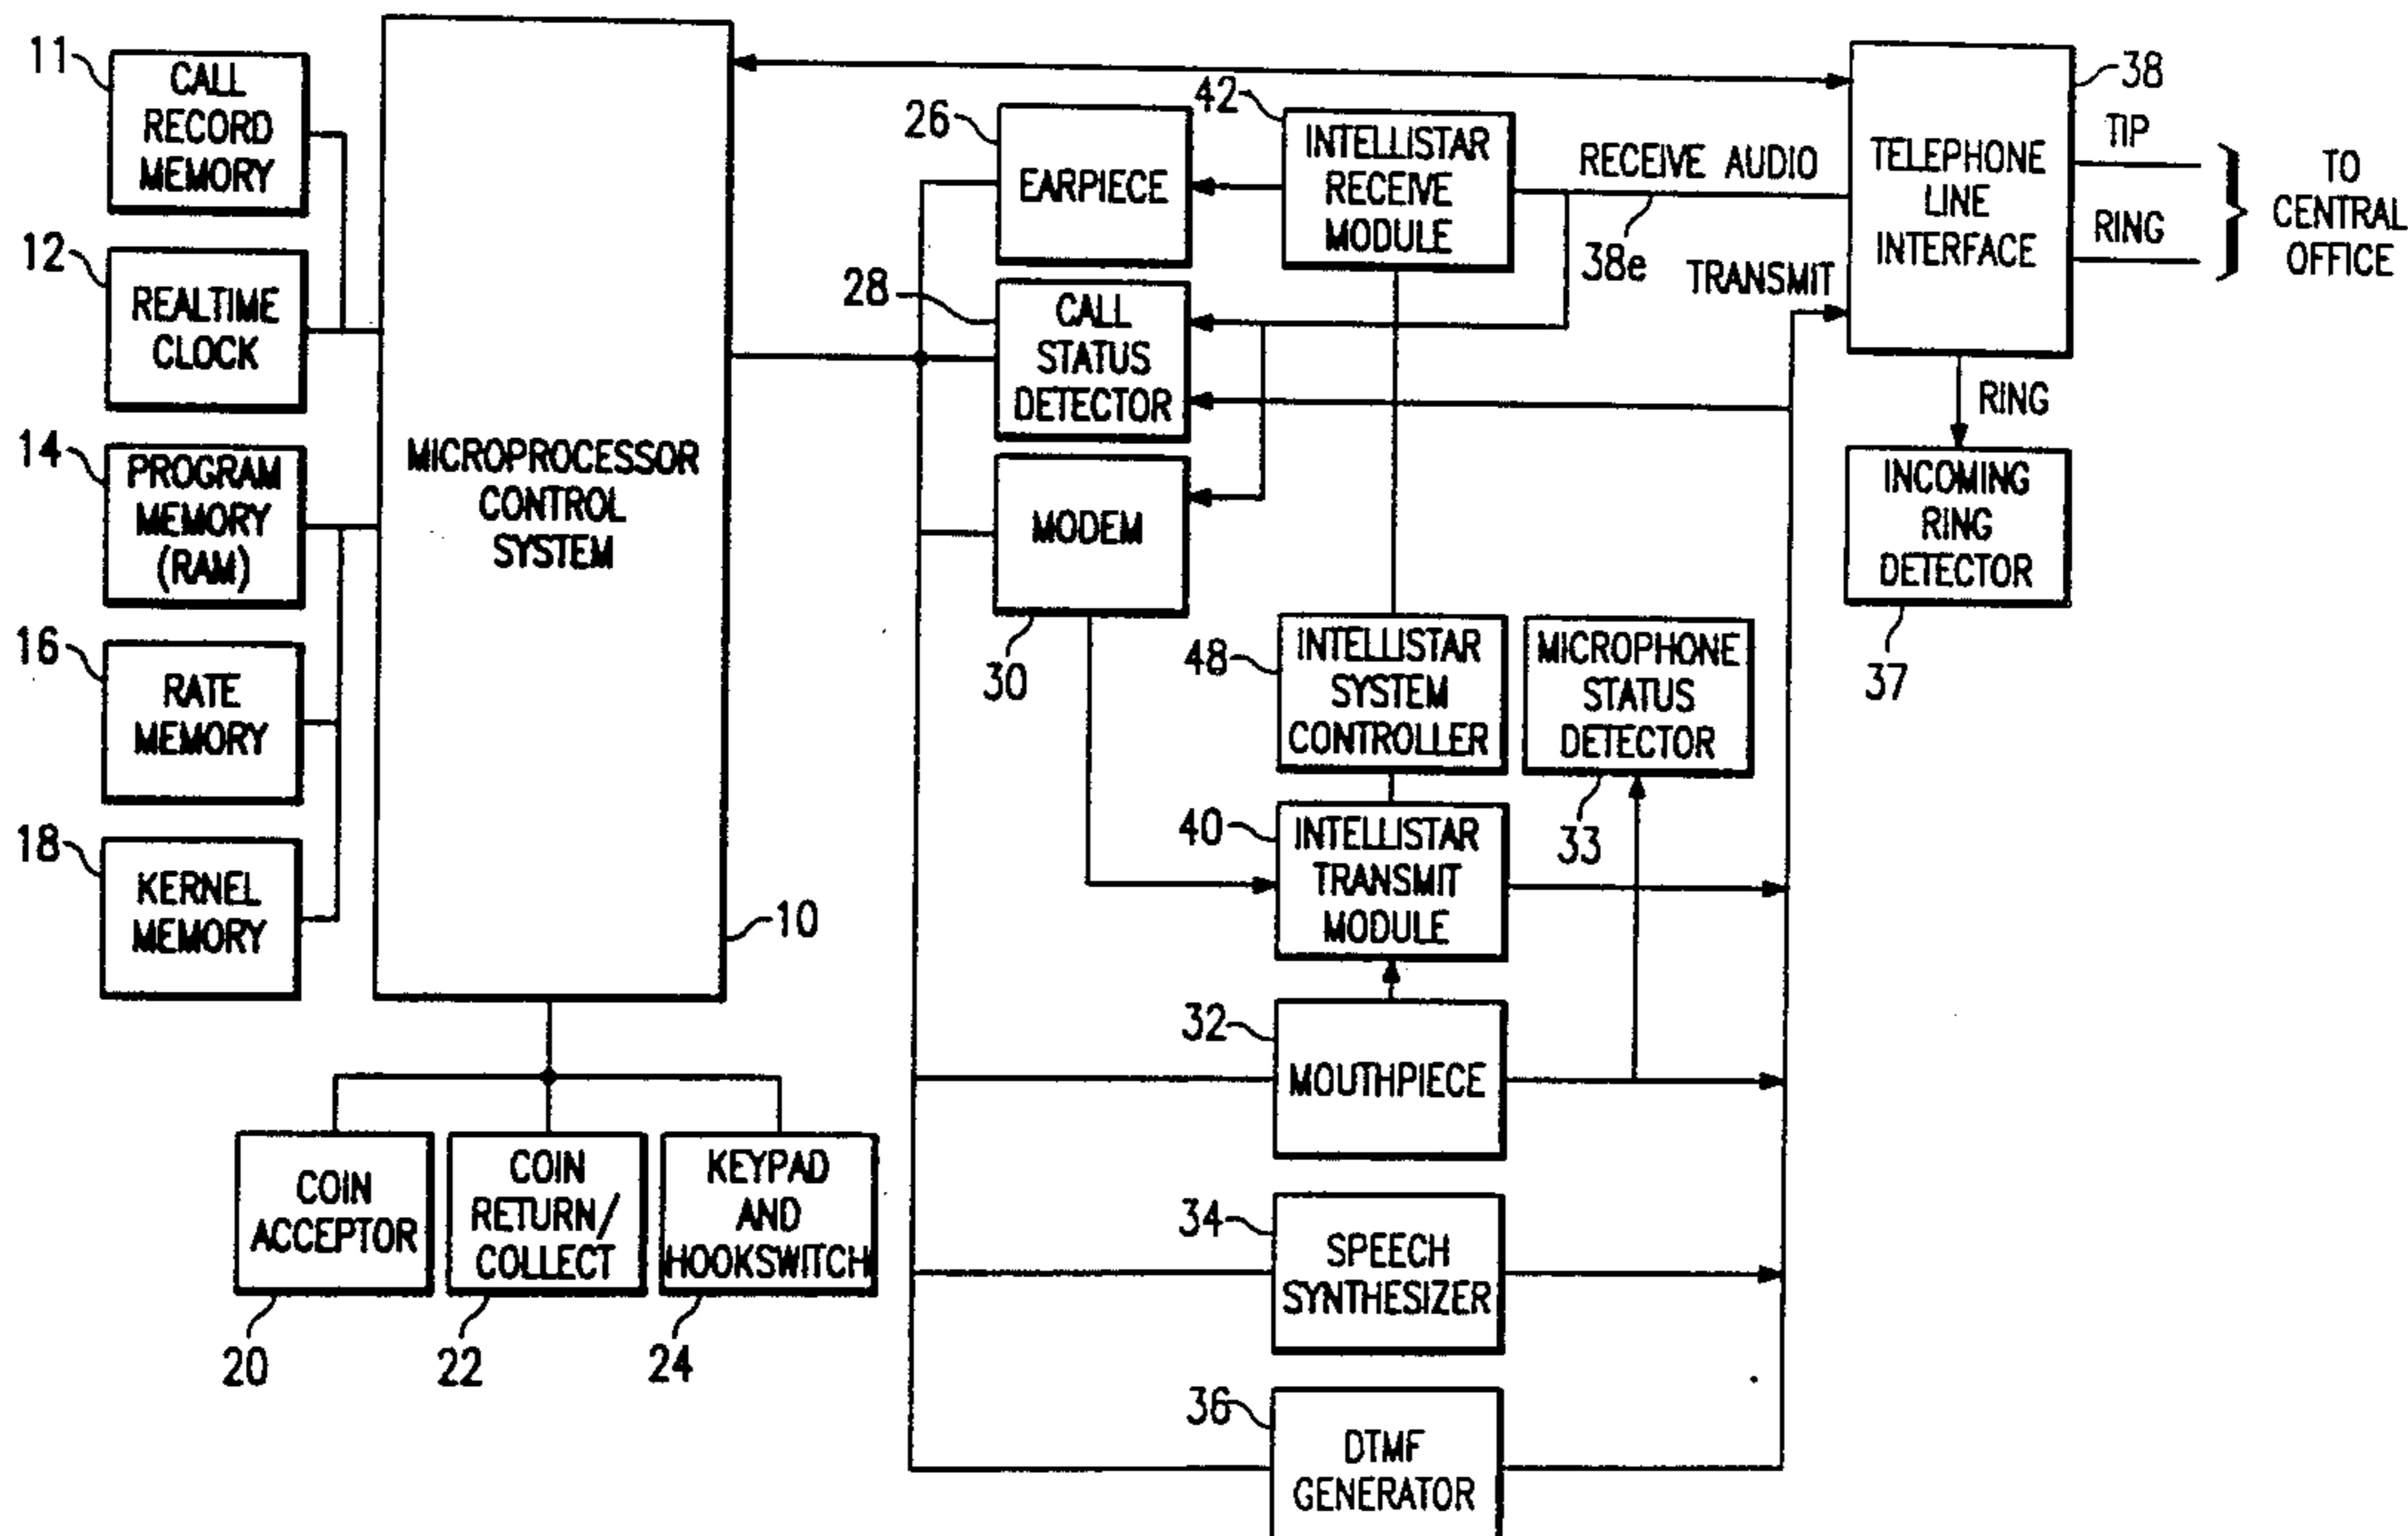 11
CALL
RECORD
MEMORY
12
REALTIME
CLOCK
14
PROGRAM
MEMORY
(RAM)
16
RATE
MEMORY
18
KERNEL
MEMORY
MICROPROCESSOR
CONTROL
SYSTEM
10
COIN
ACCEPTOR
20
COIN
RETURN/
COLLECT
22
KEYPAD
AND
HOOKSWITCH
24
26
EARPIECE
42
INTELLISTAR
RECEIVE
MODULE
RECEIVE AUDIO
38e
TRANSMIT
38
TELEPHONE
LINE
INTERFACE
TIP
RING
TO
CENTRAL
OFFICE
28
CALL
STATUS
DETECTOR
RING
INCOMING
RING
DETECTOR
37
MODEM
30
48
INTELLISTAR
SYSTEM
CONTROLLER
MICROPHONE
STATUS
DETECTOR
33
40
INTELLISTAR
TRANSMIT
MODULE
32
MOUTHPIECE
34
SPEECH
SYNTHESIZER
36
DTMF
GENERATOR